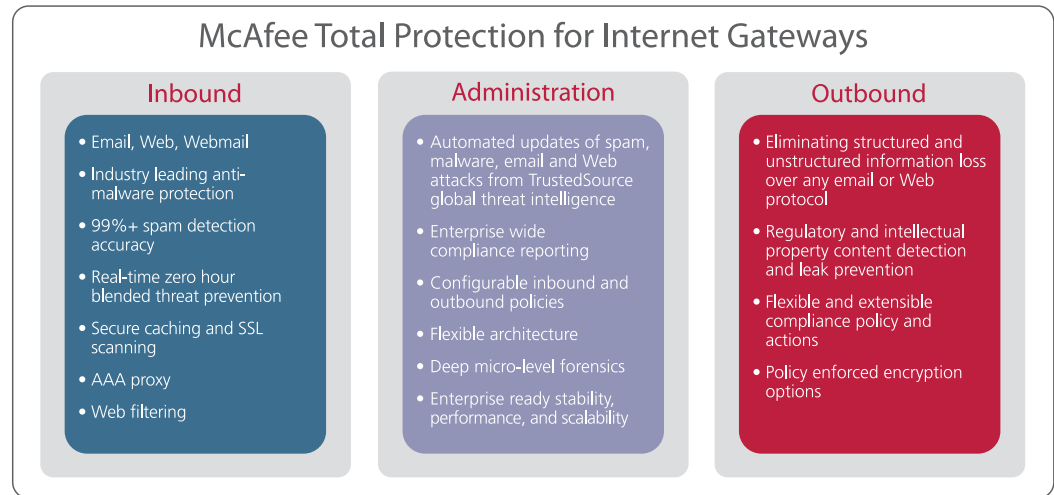 McAfee Total Protection for Internet Gateways
Inbound
• Email, Web, Webmail
• Industry leading anti-
malware protection
• 99%+ spam detection
accuracy
• Real-time zero hour
blended threat prevention
• Secure caching and SSL
scanning
• AAA proxy
• Web filtering
Administration
• Automated updates of spam,
malware, email and Web
attacks from TrustedSource
global threat intelligence
• Enterprise wide
compliance reporting
• Configurable inbound and
outbound policies
• Flexible architecture
• Deep micro-level forensics
• Enterprise ready stability,
performance, and scalability
Outbound
• Eliminating structured and
unstructured information loss
over any email or Web
protocol
• Regulatory and intellectual
property content detection
and leak prevention
• Flexible and extensible
compliance policy and
actions
• Policy enforced encryption
options